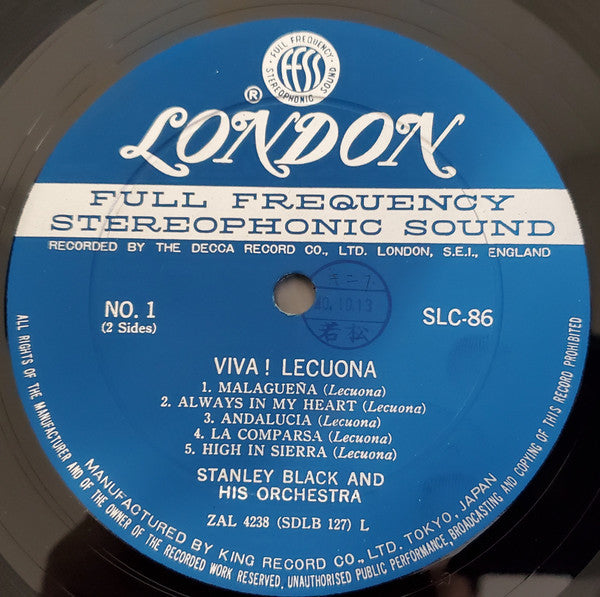 FULL FREQUENCY
ffss
STEREOPHONIC SOUND
®
LONDON
FULL FREQUENCY
STEREOPHONIC SOUND
RECORDED BY THE DECCA RECORD CO., LTD. LONDON, S.E.I., ENGLAND
NO. 1
(2 Sides)
10.13
若松
SLC-86
VIVA! LECUONA
1. MALAGUEÑA (Lecuona)
2. ALWAYS IN MY HEART (Lecuona)
3. ANDALUCIA (Lecuona)
4. LA COMPARSA (Lecuona)
5. HIGH IN SIERRA (Lecuona)
STANLEY BLACK AND
HIS ORCHESTRA
ZAL 4238 (SDLB 127) L
MANUFACTURED BY KING RECORD CO., LTD. TOKYO, JAPAN
ALL RIGHTS OF THE MANUFACTURER AND OF THE OWNER OF THE RECORDED WORK RESERVED, UNAUTHORISED PUBLIC PERFORMANCE, BROADCASTING AND COPYING OF THIS RECORD PROHIBITED